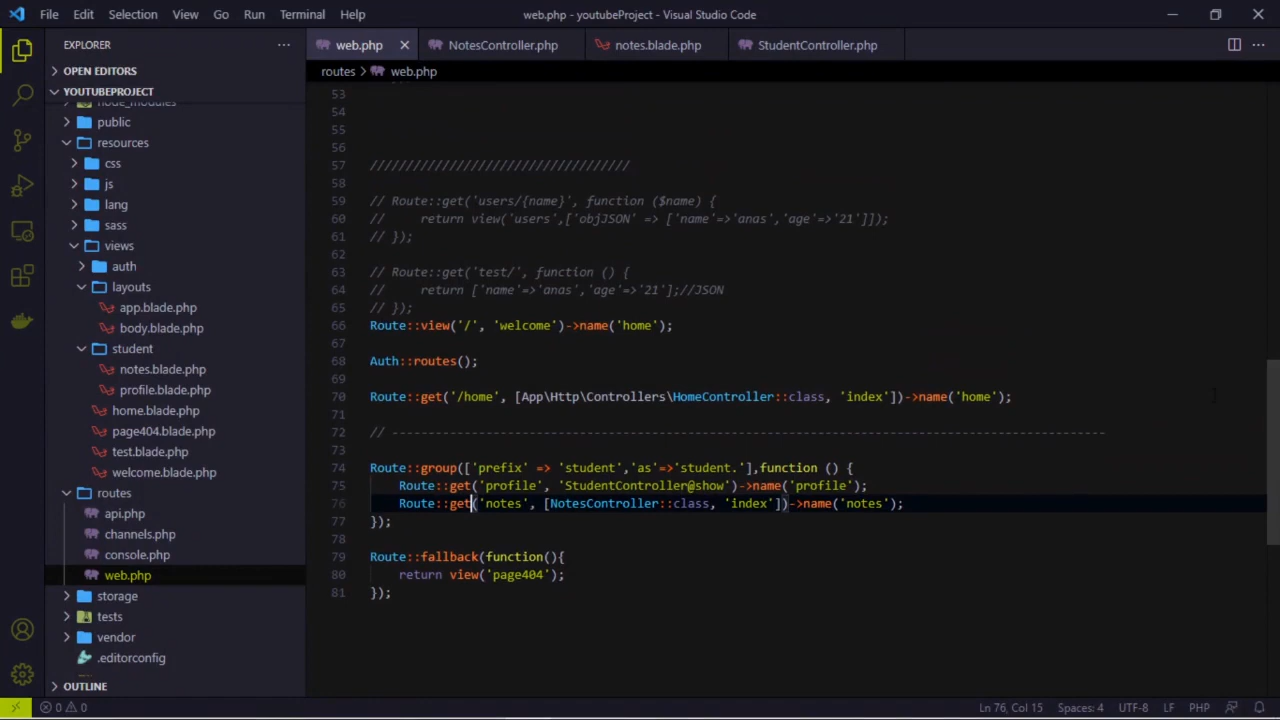 File Edit Selection View Go Run Terminal Help
web.php - youtubeProject - Visual Studio Code
EXPLORER
OPEN EDITORS
YOUTUBEPROJECT
node_modules
public
resources
css
js
lang
sass
views
auth
layouts
app.blade.php
body.blade.php
student
notes.blade.php
profile.blade.php
home.blade.php
page404.blade.php
test.blade.php
welcome.blade.php
routes
api.php
channels.php
console.php
web.php
storage
tests
vendor
.editorconfig
OUTLINE
web.php NotesController.php notes.blade.php StudentController.php
routes > web.php
53
54
55
56
57 ////////////////////////////////////
58
59 // Route::get('users/{name}', function ($name) {
60 //     return view('users',['objJSON' => ['name'=>'anas','age'=>'21']]);
61 // });
62
63 // Route::get('test/', function () {
64 //     return ['name'=>'anas','age'=>'21'];//JSON
65 // });
66 Route::view('/', 'welcome')->name('home');
67
68 Auth::routes();
69
70 Route::get('/home', [App\Http\Controllers\HomeController::class, 'index'])->name('home');
71
72 // ---------------------------------------------------------------------------------------------------
73
74 Route::group(['prefix' => 'student','as'=>'student.'],function () {
75     Route::get('profile', 'StudentController@show')->name('profile');
76     Route::get('notes', [NotesController::class, 'index'])->name('notes');
77 });
78
79 Route::fallback(function(){
80     return view('page404');
81 });
0 0 Ln 76, Col 15 Spaces: 4 UTF-8 LF PHP